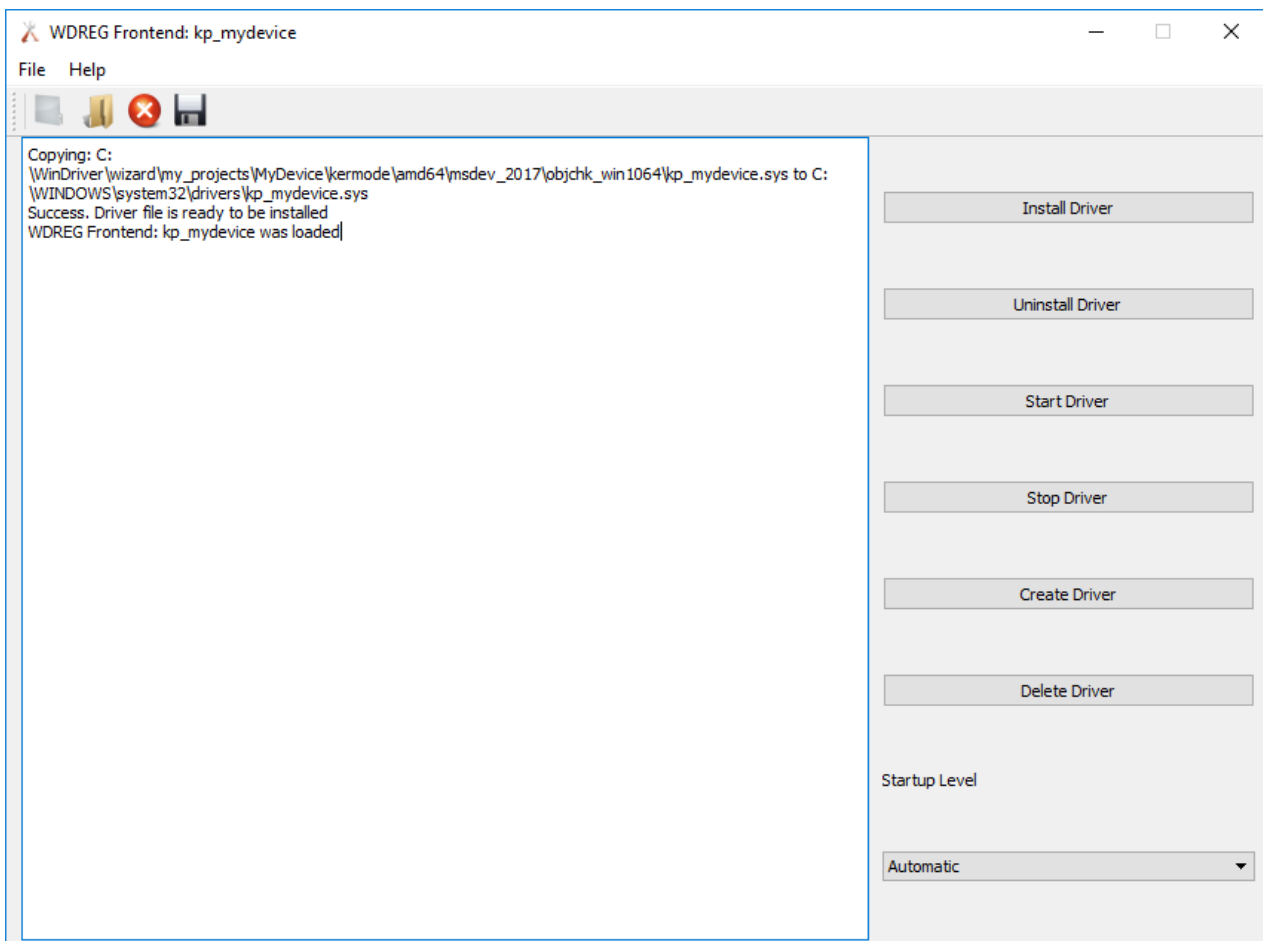 WDREG Frontend: kp_mydevice
File Help
Copying: C:
\WinDriver\wizard\my_projects\MyDevice\kermode\amd64\msdev_2017\objchk_win1064\kp_mydevice.sys to C:
\WINDOWS\system32\drivers\kp_mydevice.sys
Success. Driver file is ready to be installed
WDREG Frontend: kp_mydevice was loaded
Install Driver
Uninstall Driver
Start Driver
Stop Driver
Create Driver
Delete Driver
Startup Level
Automatic